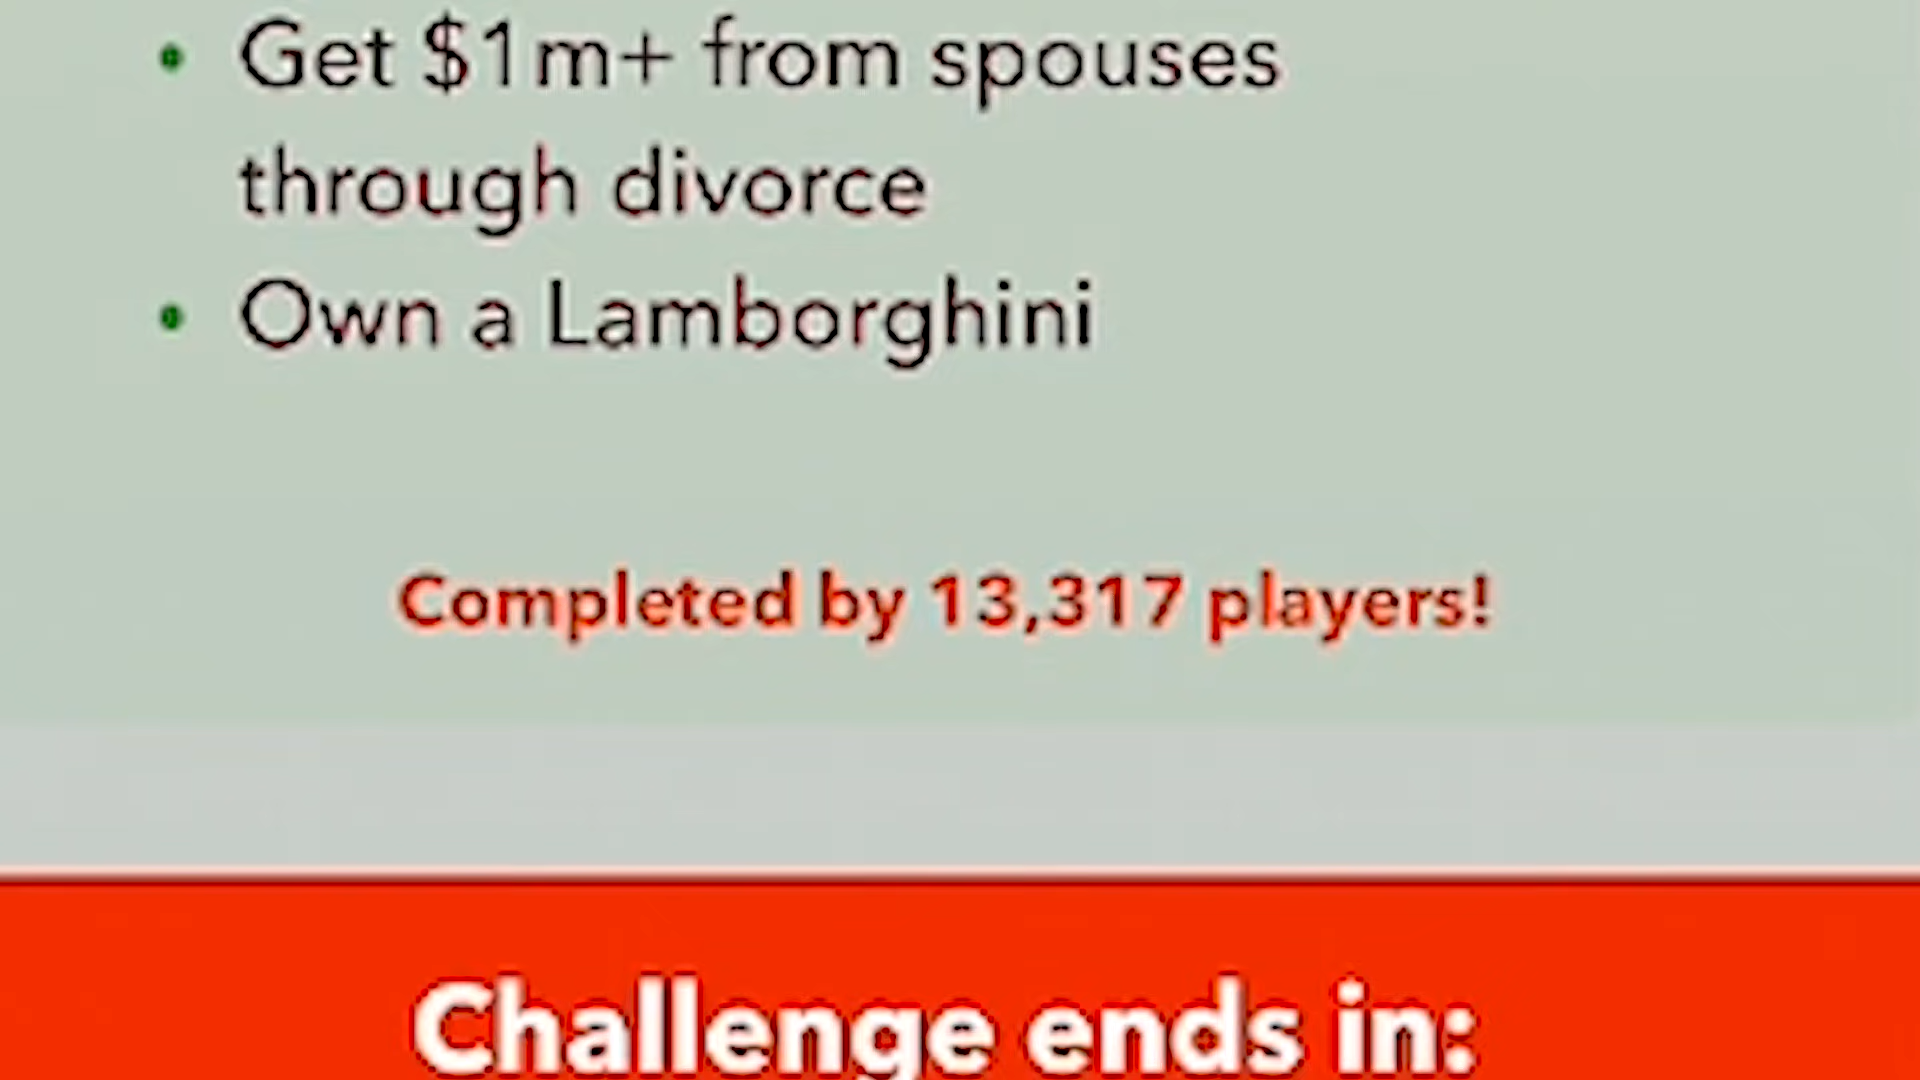 • Get $1m+ from spouses
through divorce
• Own a Lamborghini
Completed by 13,317 players!
Challenge ends in: